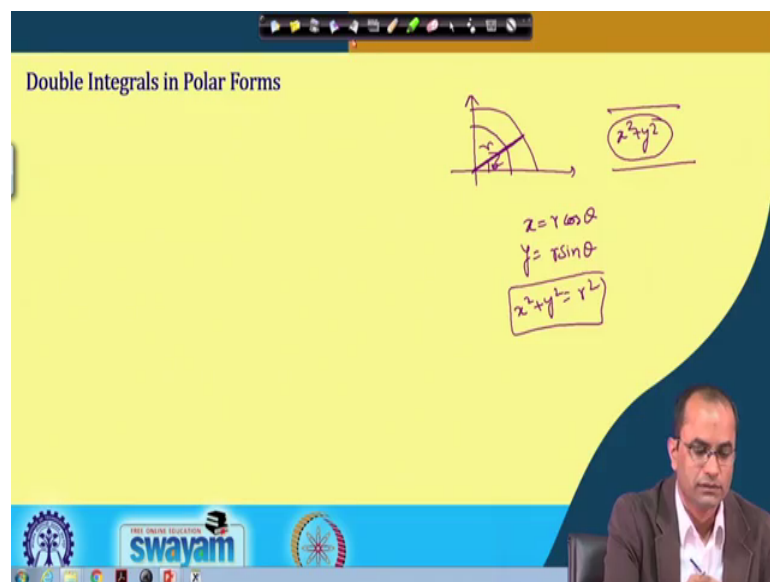 Double Integrals in Polar Forms
r
θ
x²+y²
x = r cos θ
y = r sin θ
x²+y² = r²
FREE ONLINE EDUCATION
swayam